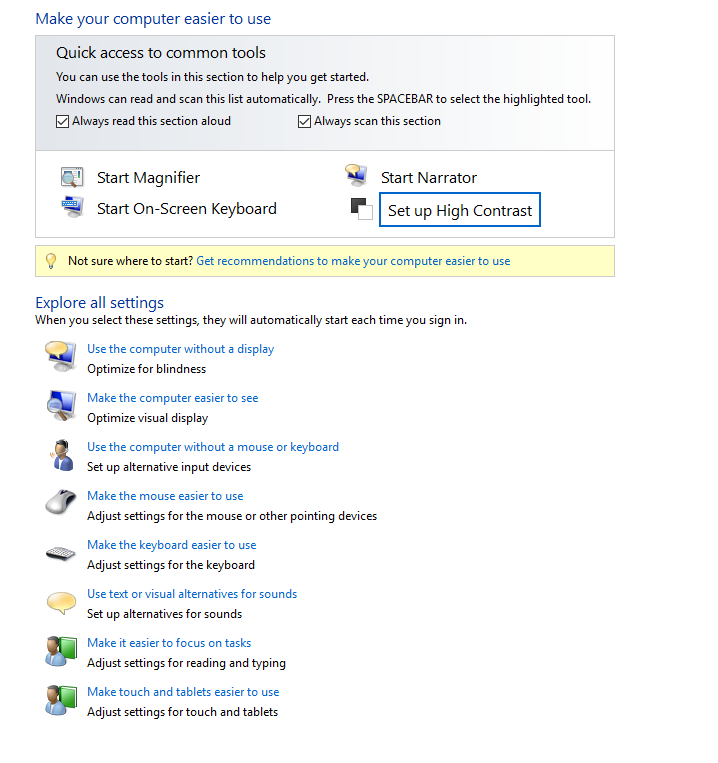 Make your computer easier to use
Quick access to common tools
You can use the tools in this section to help you get started.
Windows can read and scan this list automatically.  Press the SPACEBAR to select the highlighted tool.
Always read this section aloud
Always scan this section
Start Magnifier
Start Narrator
Start On-Screen Keyboard
Set up High Contrast
Not sure where to start? Get recommendations to make your computer easier to use
Explore all settings
When you select these settings, they will automatically start each time you sign in.
Use the computer without a display
Optimize for blindness
Make the computer easier to see
Optimize visual display
Use the computer without a mouse or keyboard
Set up alternative input devices
Make the mouse easier to use
Adjust settings for the mouse or other pointing devices
Make the keyboard easier to use
Adjust settings for the keyboard
Use text or visual alternatives for sounds
Set up alternatives for sounds
Make it easier to focus on tasks
Adjust settings for reading and typing
Make touch and tablets easier to use
Adjust settings for touch and tablets